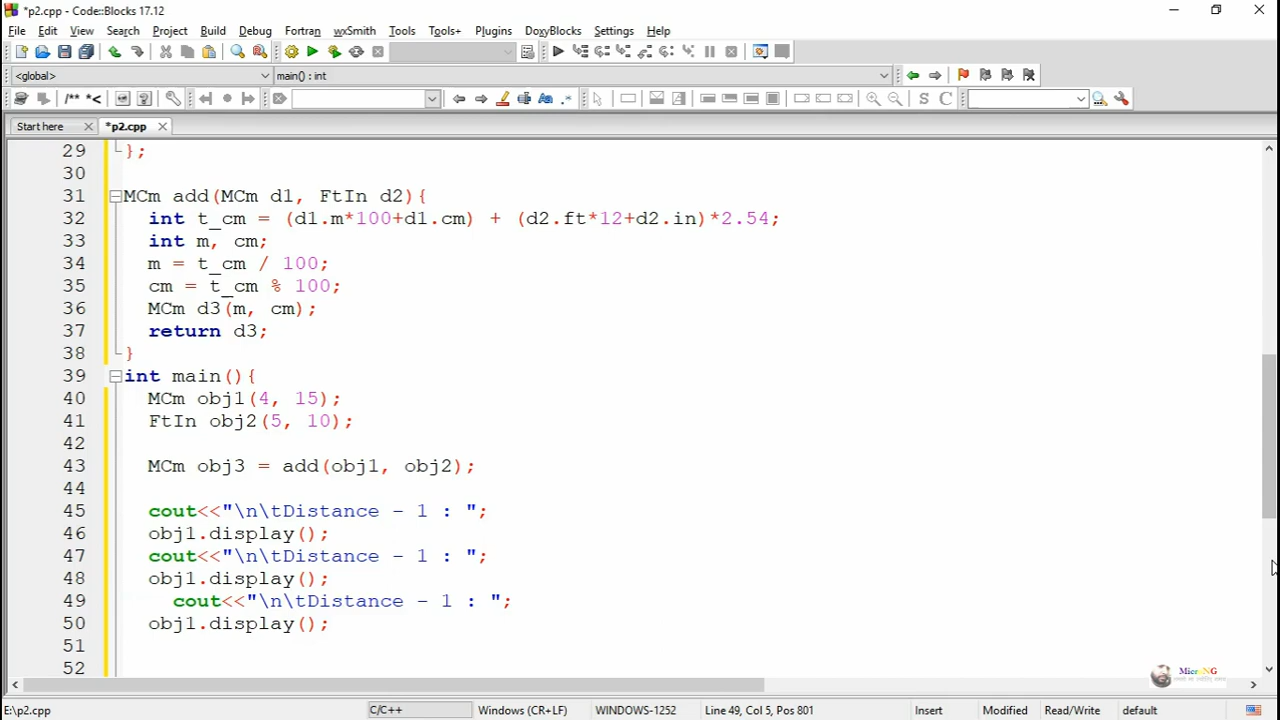 *p2.cpp - Code::Blocks 17.12
File Edit View Search Project Build Debug Fortran wxSmith Tools Tools+ Plugins DoxyBlocks Settings Help
<global> main() : int
/** *<
S C
Start here *p2.cpp
29 };
30
31 MCm add(MCm d1, FtIn d2){
32 int t_cm = (d1.m*100+d1.cm) + (d2.ft*12+d2.in)*2.54;
33 int m, cm;
34 m = t_cm / 100;
35 cm = t_cm % 100;
36 MCm d3(m, cm);
37 return d3;
38 }
39 int main(){
40 MCm obj1(4, 15);
41 FtIn obj2(5, 10);
42
43 MCm obj3 = add(obj1, obj2);
44
45 cout<<"\n\tDistance - 1 : ";
46 obj1.display();
47 cout<<"\n\tDistance - 1 : ";
48 obj1.display();
49 cout<<"\n\tDistance - 1 : ";
50 obj1.display();
51
52
MicroNG
E:\p2.cpp C/C++ Windows (CR+LF) WINDOWS-1252 Line 49, Col 5, Pos 801 Insert Modified Read/Write default